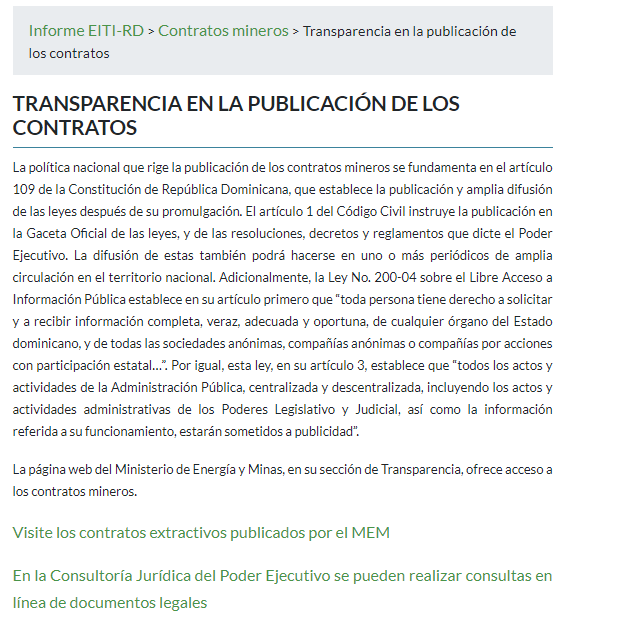 Informe EITI-RD > Contratos mineros > Transparencia en la publicación de
los contratos
TRANSPARENCIA EN LA PUBLICACIÓN DE LOS
CONTRATOS
La política nacional que rige la publicación de los contratos mineros se fundamenta en el artículo
109 de la Constitución de República Dominicana, que establece la publicación y amplia difusión
de las leyes después de su promulgación. El artículo 1 del Código Civil instruye la publicación en
la Gaceta Oficial de las leyes, y de las resoluciones, decretos y reglamentos que dicte el Poder
Ejecutivo. La difusión de estas también podrá hacerse en uno o más periódicos de amplia
circulación en el territorio nacional. Adicionalmente, la Ley No. 200-04 sobre el Libre Acceso a
Información Pública establece en su artículo primero que “toda persona tiene derecho a solicitar
y a recibir información completa, veraz, adecuada y oportuna, de cualquier órgano del Estado
dominicano, y de todas las sociedades anónimas, compañías anónimas o compañías por acciones
con participación estatal...”. Por igual, esta ley, en su artículo 3, establece que “todos los actos y
actividades de la Administración Pública, centralizada y descentralizada, incluyendo los actos y
actividades administrativas de los Poderes Legislativo y Judicial, así como la información
referida a su funcionamiento, estarán sometidos a publicidad”.
La página web del Ministerio de Energía y Minas, en su sección de Transparencia, ofrece acceso a
los contratos mineros.
Visite los contratos extractivos publicados por el MEM
En la Consultoría Jurídica del Poder Ejecutivo se pueden realizar consultas en
línea de documentos legales